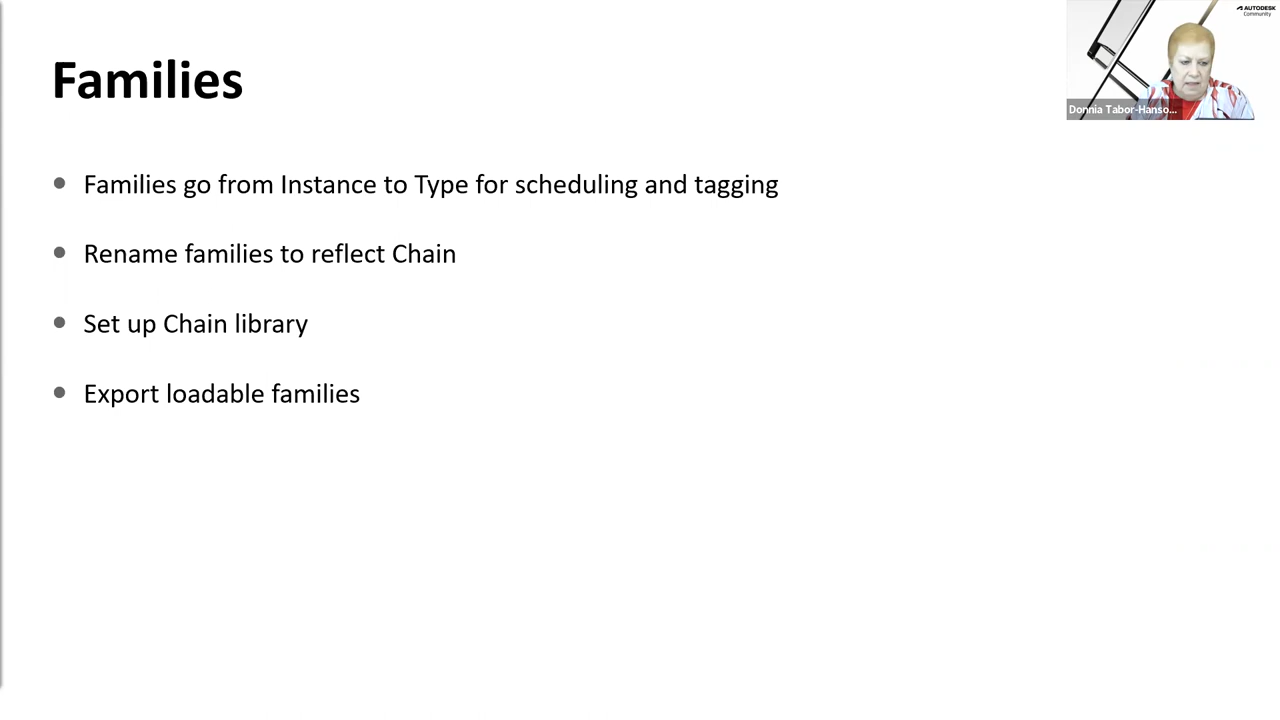 AUTODESK
Community
Families
Donnia Tabor-Hanso...
Families go from Instance to Type for scheduling and tagging
Rename families to reflect Chain
Set up Chain library
Export loadable families